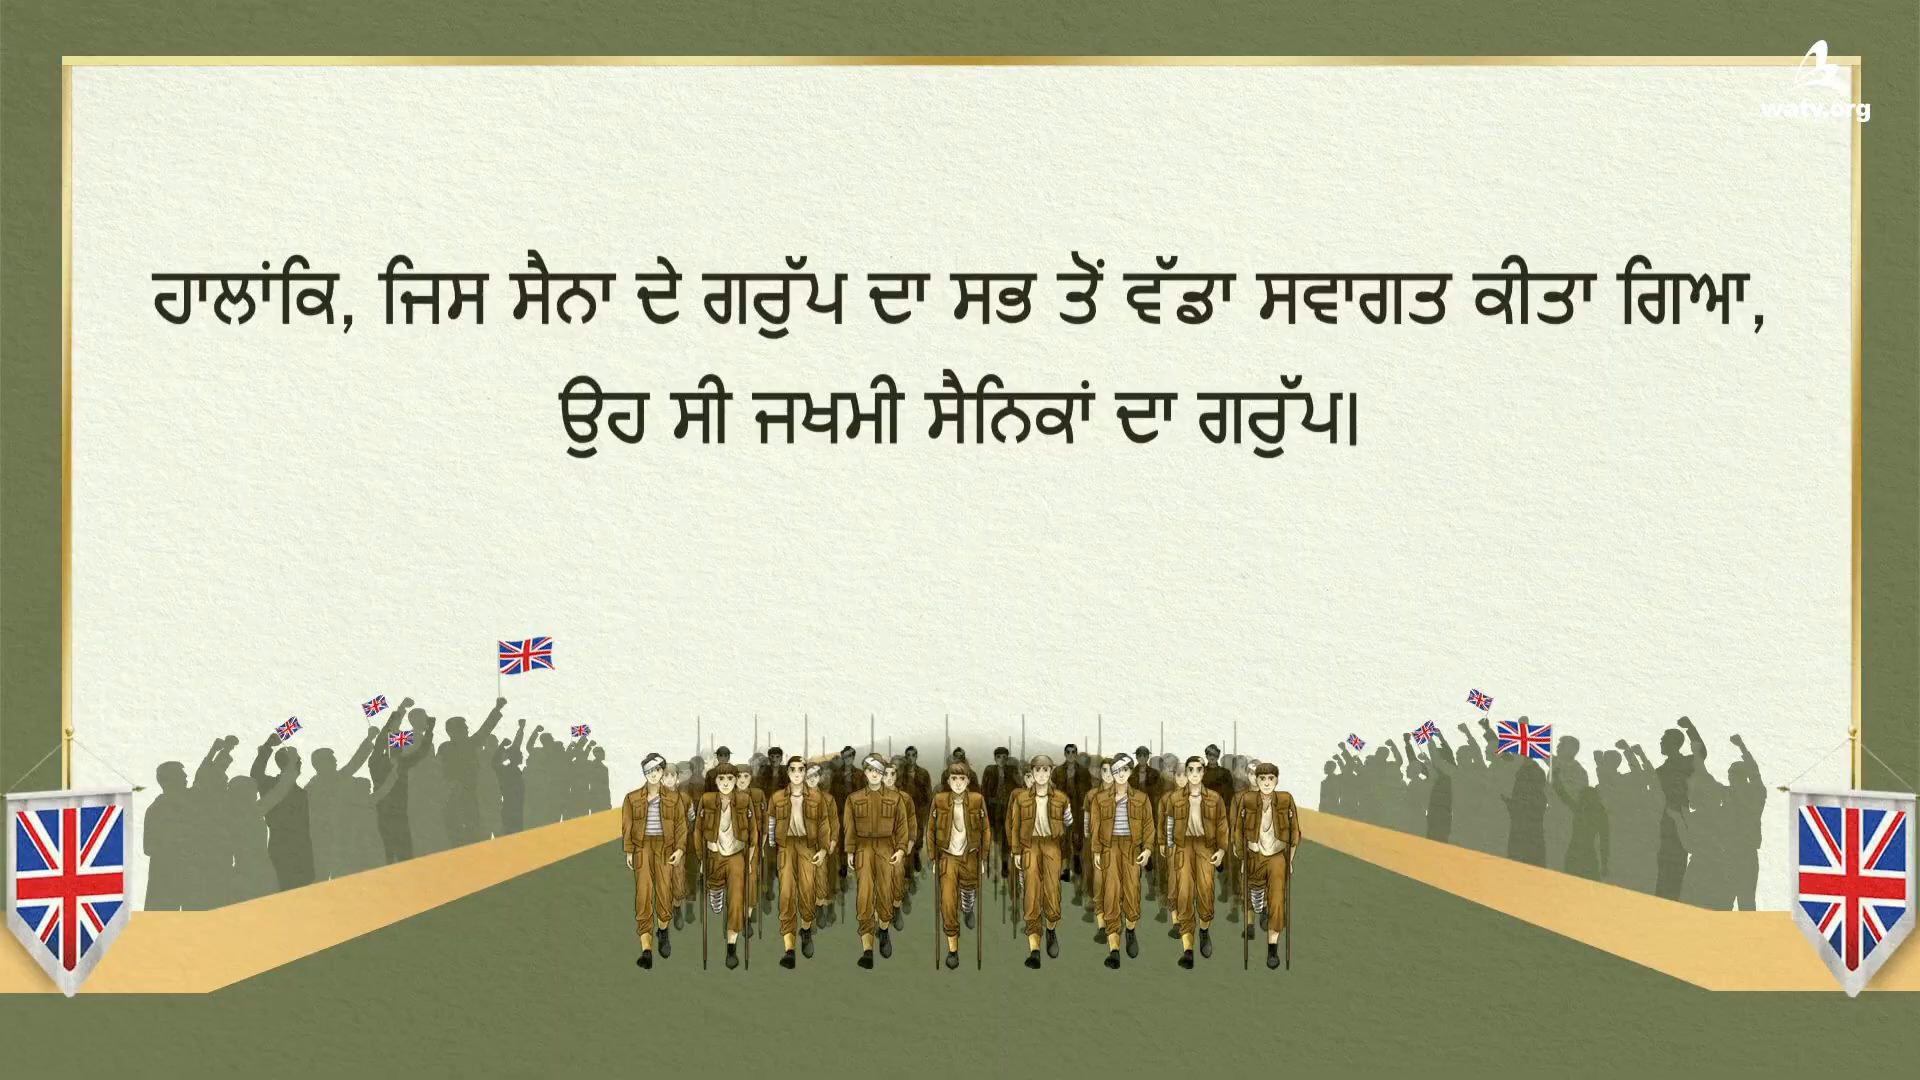 watv.org
ਹਾਲਾਂਕਿ, ਜਿਸ ਸੈਨਾ ਦੇ ਗਰੁੱਪ ਦਾ ਸਭ ਤੋਂ ਵੱਡਾ ਸਵਾਗਤ ਕੀਤਾ ਗਿਆ,
ਉਹ ਸੀ ਜਖਮੀ ਸੈਨਿਕਾਂ ਦਾ ਗਰੁੱਪ।